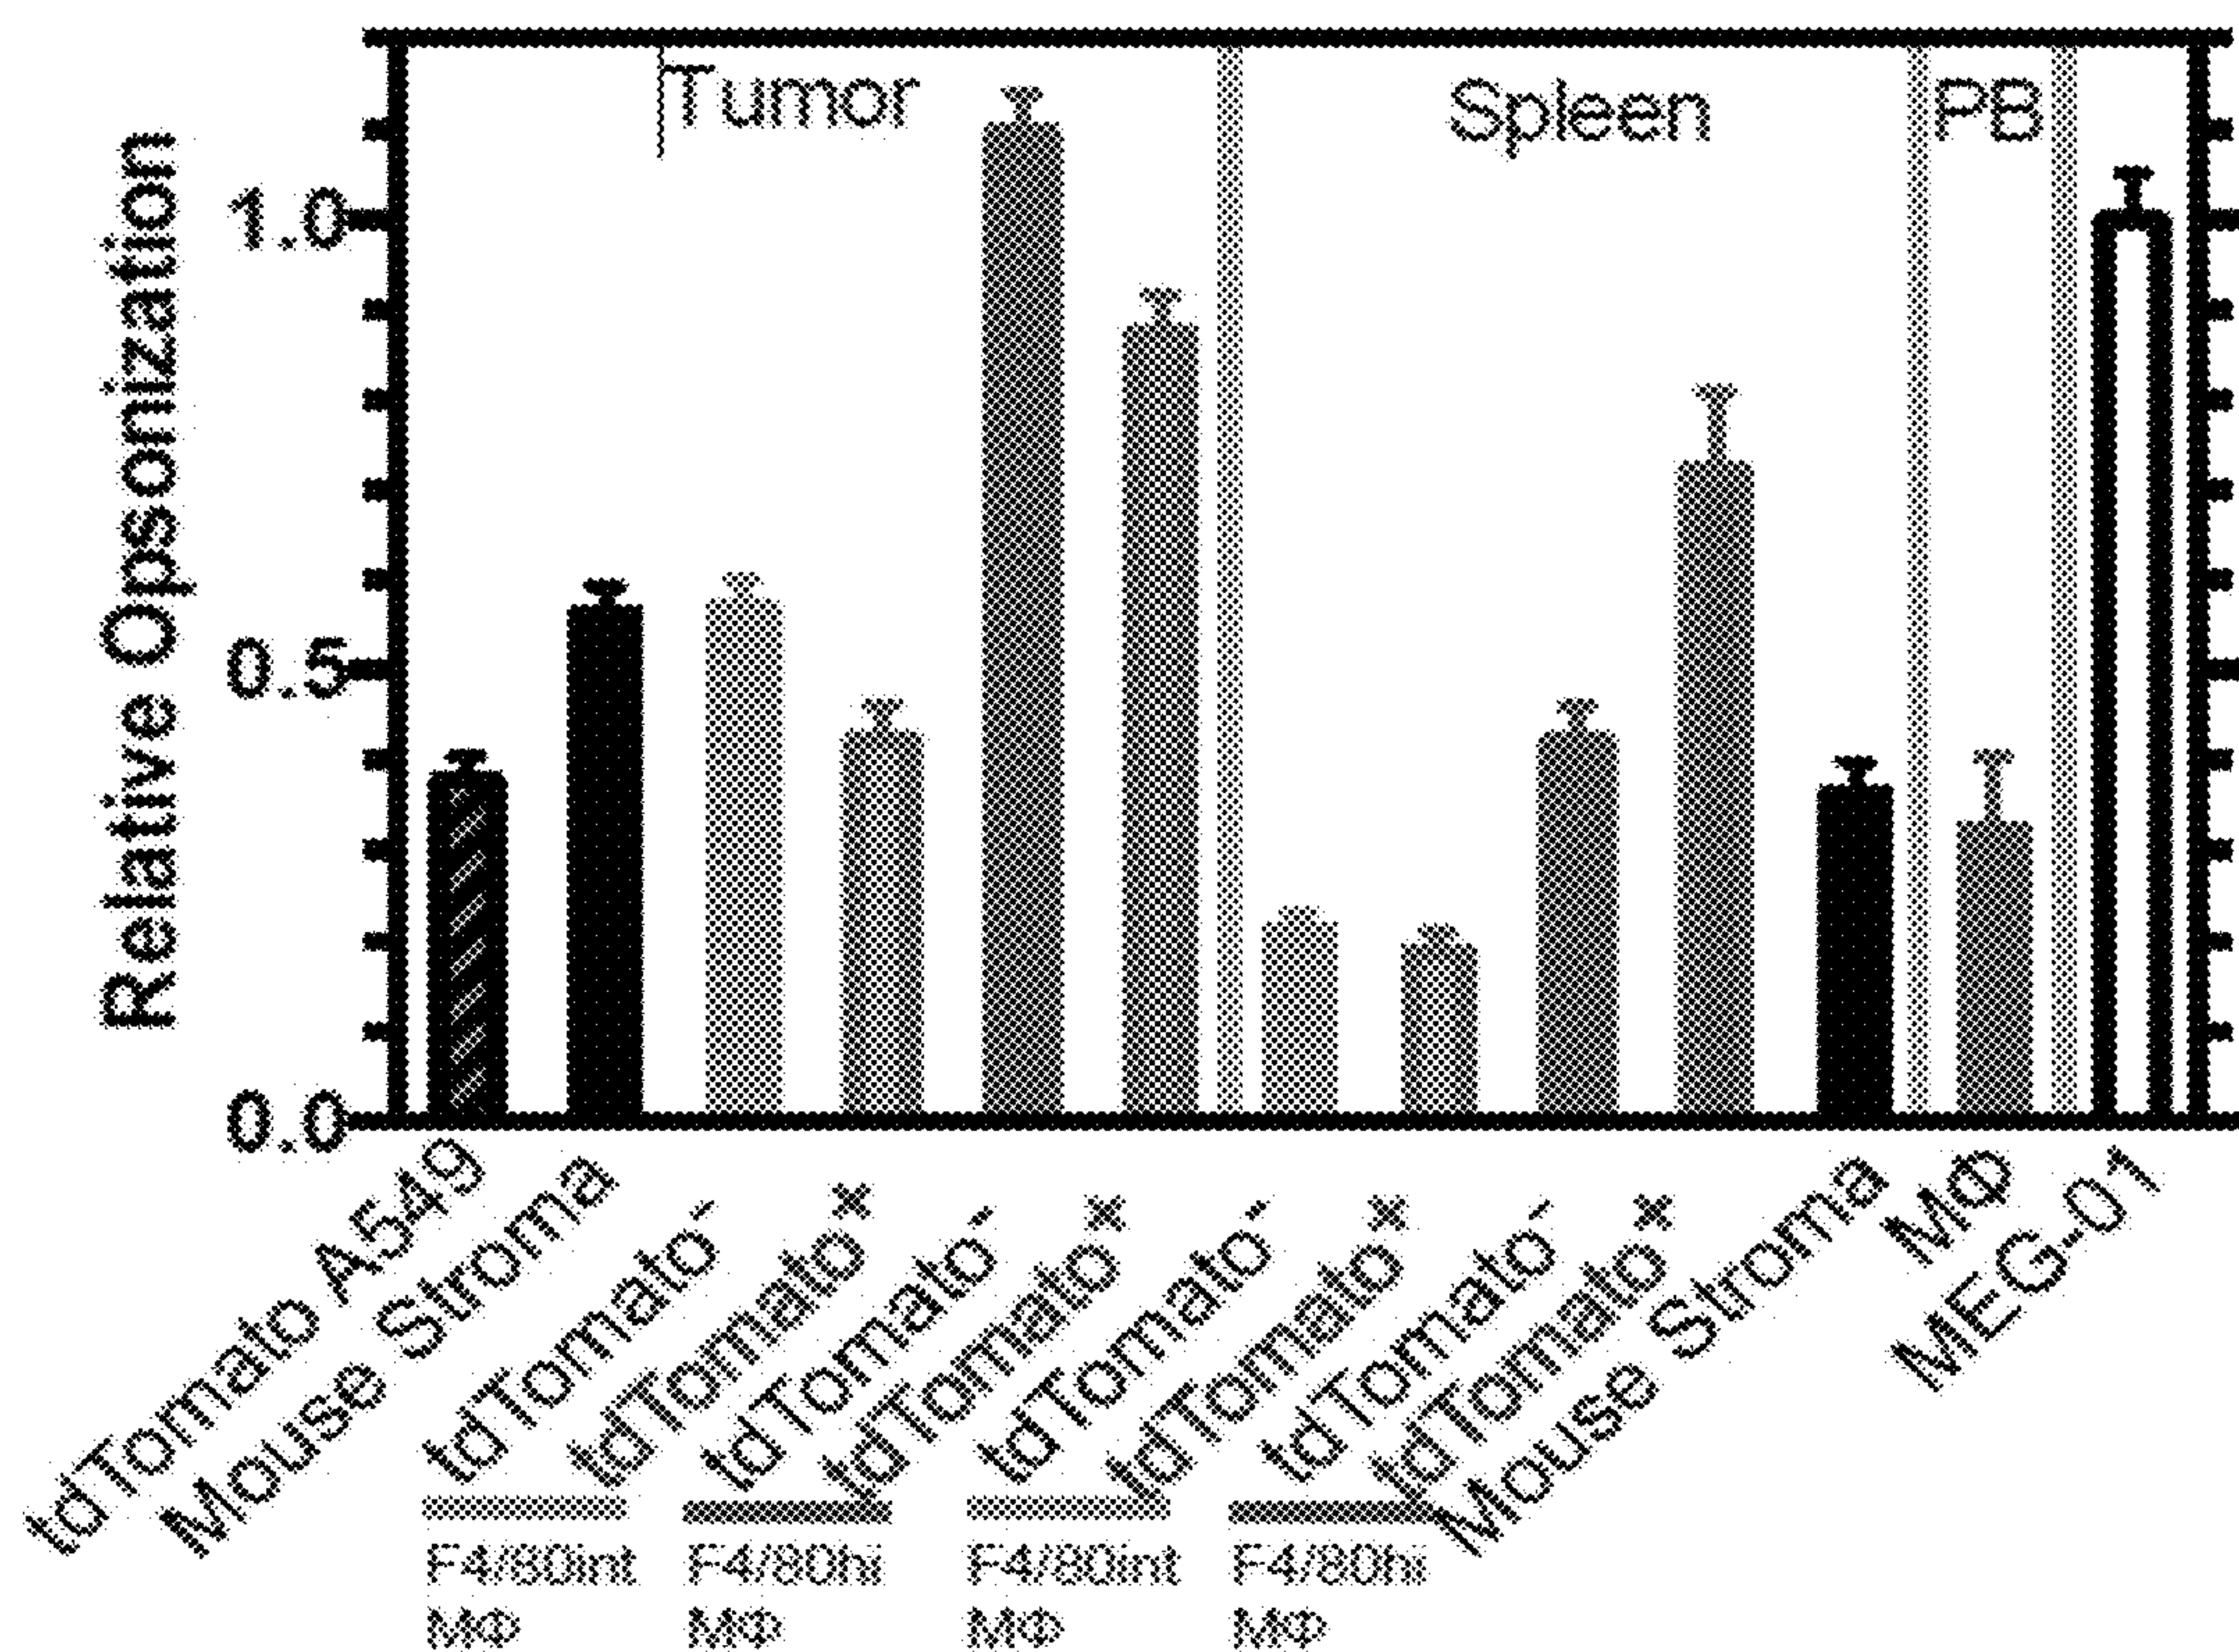 Tumor
Spleen
PB
Relative Opsonization
1.0
0.5
0.0
tdTomato A549
Mouse Stroma
tdTomato-
tdTomato+
tdTomato-
tdTomato+
tdTomato-
tdTomato+
tdTomato-
tdTomato+
Mouse Stroma
MΦ
MEG-01
F4/80int
MΦ
F4/80hi
MΦ
F4/80int
MΦ
F4/80hi
MΦ